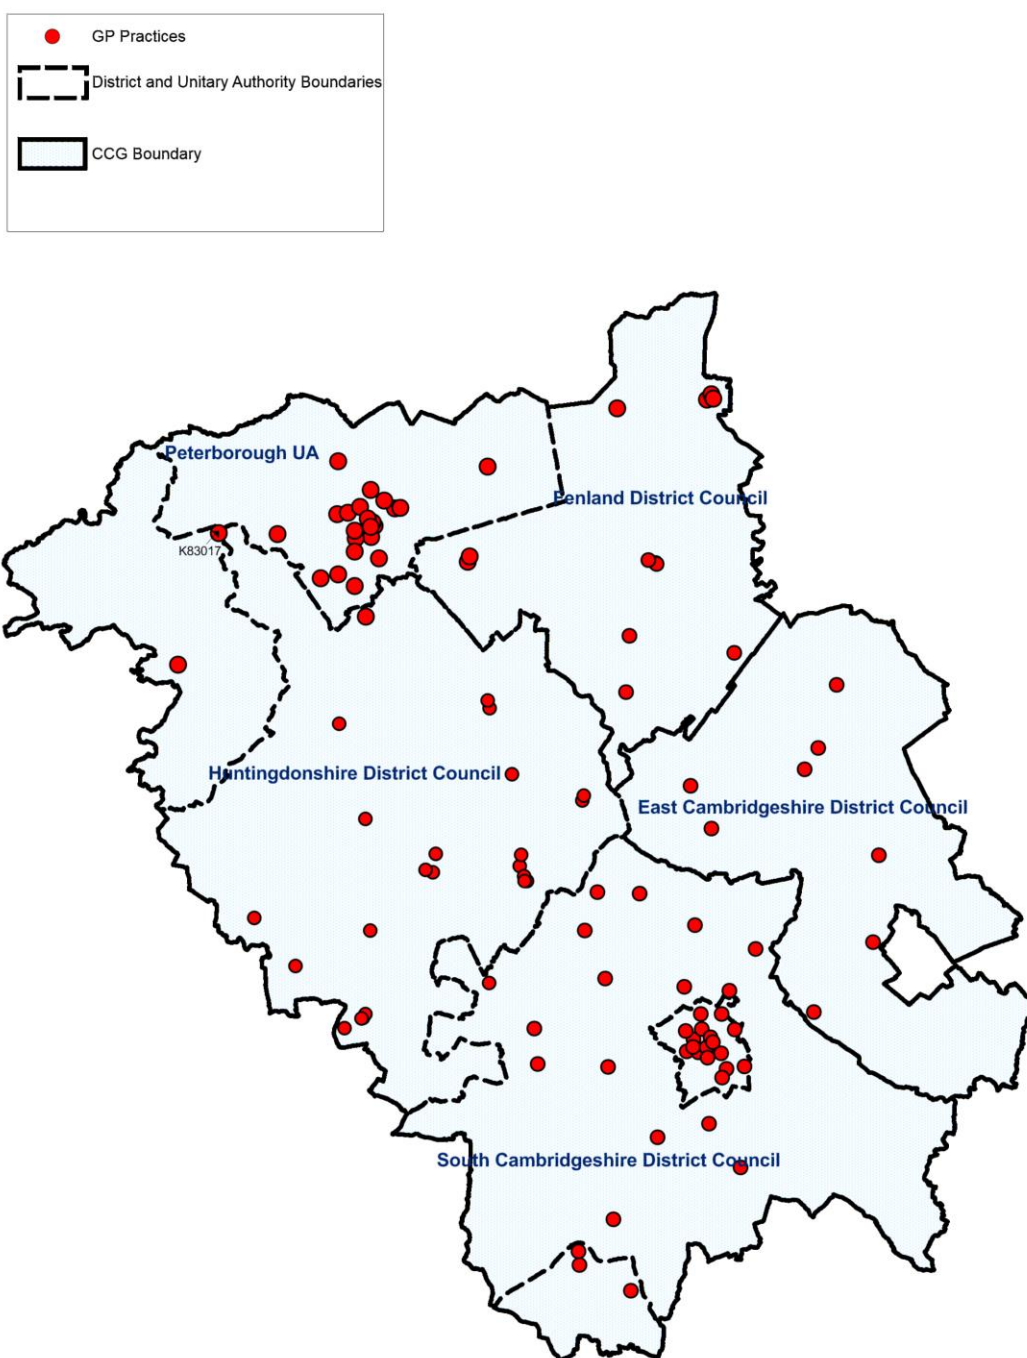 GP Practices
District and Unitary Authority Boundaries
CCG Boundary
Peterborough UA
Fenland District Council
K83017
Huntingdonshire District Council
East Cambridgeshire District Council
South Cambridgeshire District Council